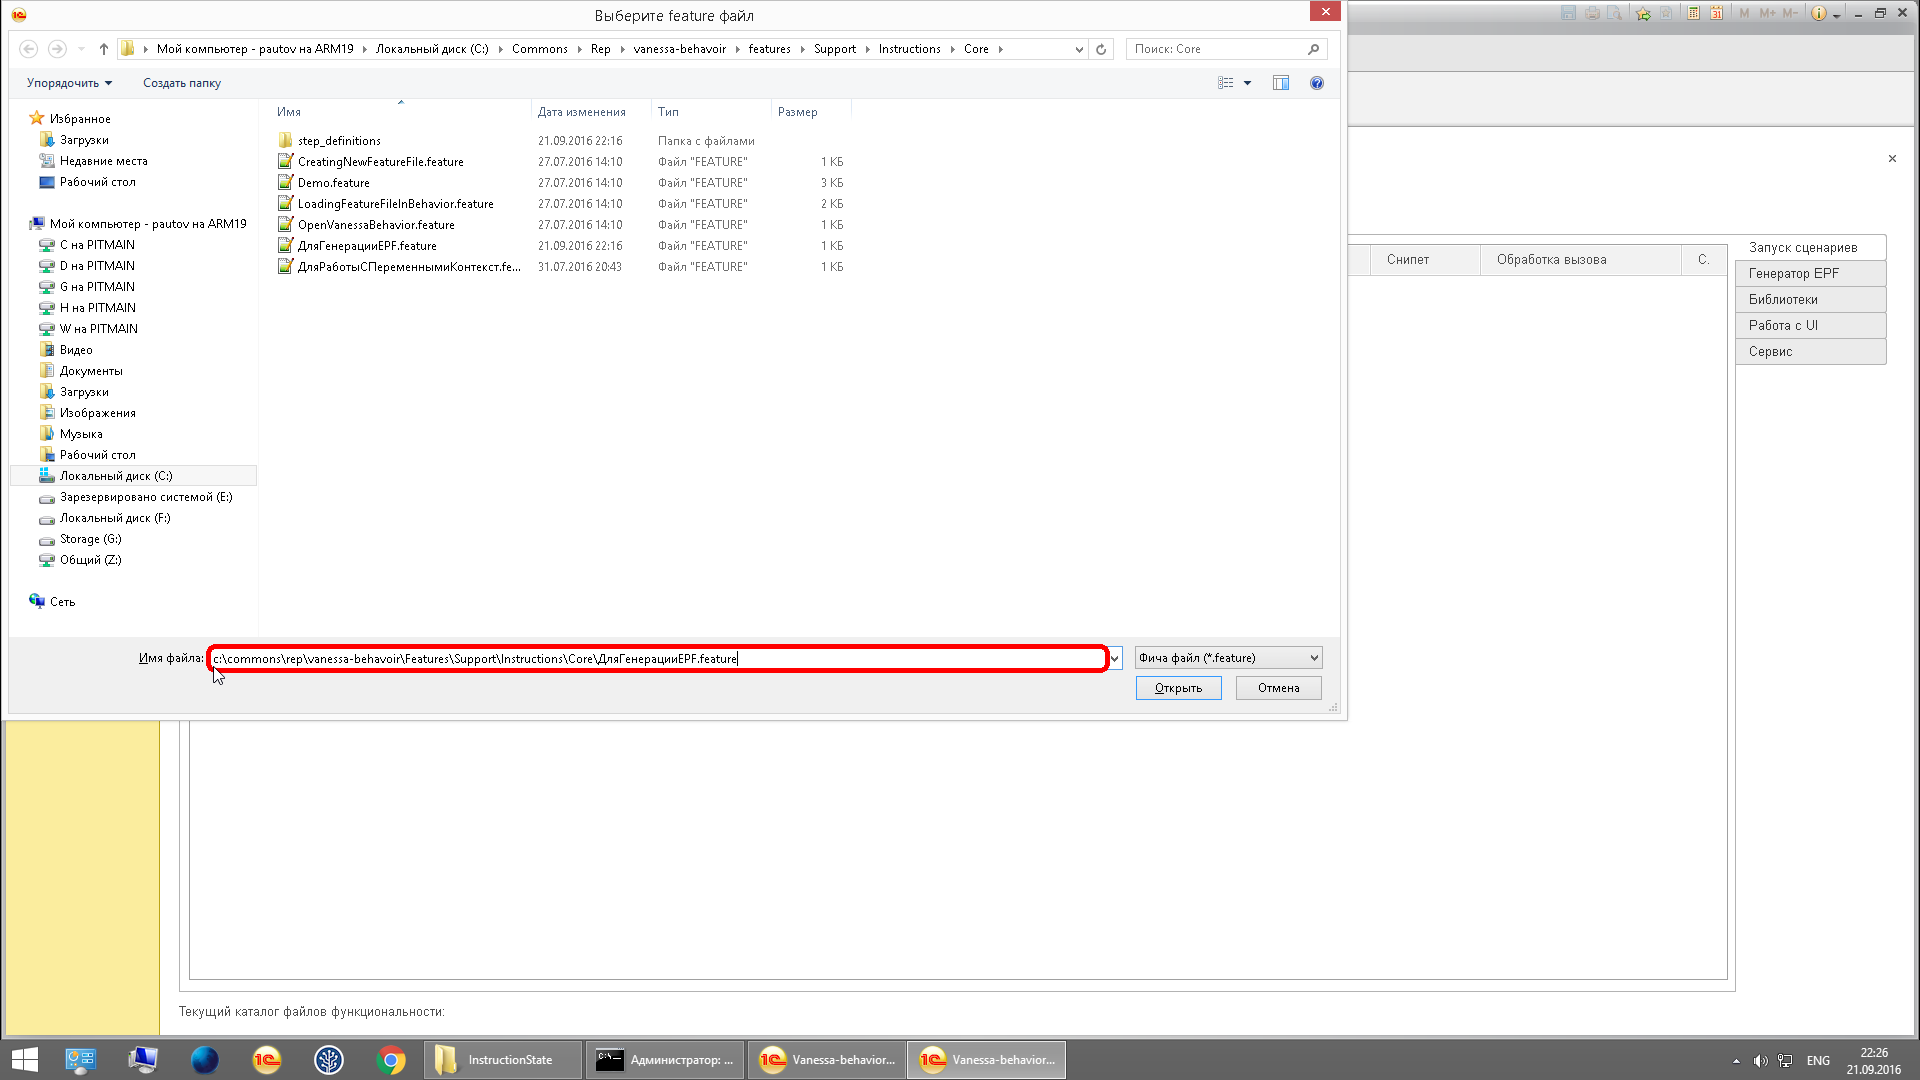 Выберите feature файл
Мой компьютер - pautov на ARM19 Локальный диск (C:) Commons Rep vanessa-behavoir features Support Instructions Core
Поиск: Core
Упорядочить Создать папку
Избранное
Загрузки
Недавние места
Рабочий стол
Мой компьютер - pautov на ARM19
C на PITMAIN
D на PITMAIN
G на PITMAIN
H на PITMAIN
W на PITMAIN
Видео
Документы
Загрузки
Изображения
Музыка
Рабочий стол
Локальный диск (C:)
Зарезервировано системой (E:)
Локальный диск (F:)
Storage (G:)
Общий (Z:)
Сеть
Имя Дата изменения Тип Размер
step_definitions 21.09.2016 22:16 Папка с файлами
CreatingNewFeatureFile.feature 27.07.2016 14:10 Файл "FEATURE" 1 КБ
Demo.feature 27.07.2016 14:10 Файл "FEATURE" 3 КБ
LoadingFeatureFileInBehavior.feature 27.07.2016 14:10 Файл "FEATURE" 2 КБ
OpenVanessaBehavior.feature 27.07.2016 14:10 Файл "FEATURE" 1 КБ
ДляГенерацииEPF.feature 21.09.2016 22:16 Файл "FEATURE" 1 КБ
ДляРаботыСПеременнымиКонтекст.fe... 31.07.2016 20:43 Файл "FEATURE" 1 КБ
Имя файла: c:\commons\rep\vanessa-behavoir\Features\Support\Instructions\Core\ДляГенерацииEPF.feature
Фича файл (*.feature)
Открыть Отмена
M M+ M-
31
Снипет Обработка вызова С.
Запуск сценариев
Генератор EPF
Библиотеки
Работа с UI
Сервис
Текущий каталог файлов функциональности:
InstructionState
Администратор: ...
Vanessa-behavior...
Vanessa-behavior...
ENG
22:26
21.09.2016